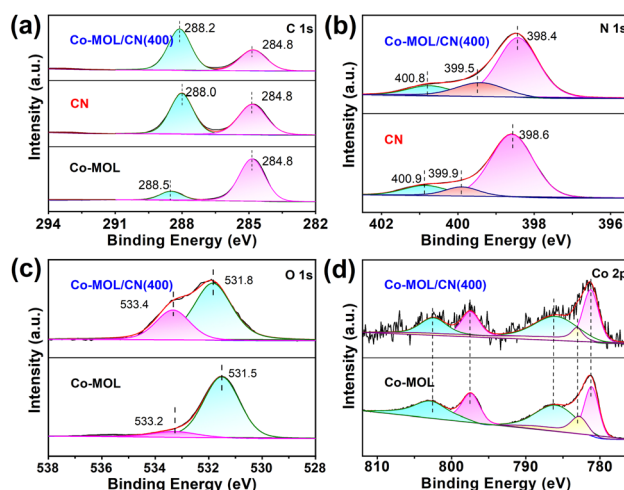 (a)
C 1s
Co-MOL/CN(400)
288.2
284.8
CN
288.0
284.8
Co-MOL
288.5
284.8
Intensity (a.u.)
294 291 288 285 282
Binding Energy (eV)
(b)
N 1s
Co-MOL/CN(400)
400.8
399.5
398.4
CN
400.9
399.9
398.6
Intensity (a.u.)
402 400 398 396
Binding Energy (eV)
(c)
O 1s
Co-MOL/CN(400)
533.4
531.8
Co-MOL
533.2
531.5
Intensity (a.u.)
538 536 534 532 530 528
Binding Energy (eV)
(d)
Co 2p
Co-MOL/CN(400)
Co-MOL
Intensity (a.u.)
810 800 790 780
Binding Energy (eV)